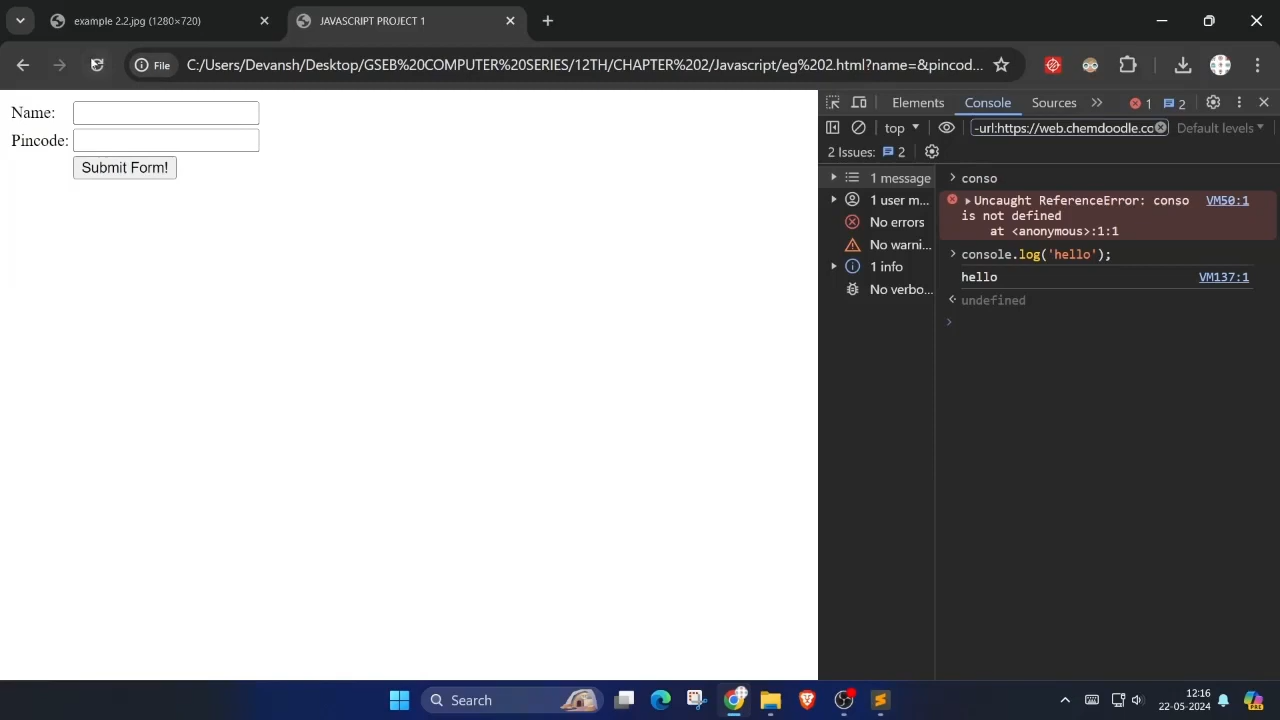 example 2.2.jpg (1280×720)
JAVASCRIPT PROJECT 1
File
C:/Users/Devansh/Desktop/GSEB%20COMPUTER%20SERIES/12TH/CHAPTER%202/Javascript/eg%202.html?name=&pincod...
Name:
Pincode:
Submit Form!
Elements
Console
Sources
1
2
top
-url:https://web.chemdoodle.cc
Default levels
2 Issues:
2
1 message
1 user m...
No errors
No warni...
1 info
No verbo...
conso
Uncaught ReferenceError: conso VM50:1
is not defined
at <anonymous>:1:1
console.log('hello');
hello VM137:1
undefined
Search
12:16
22-05-2024